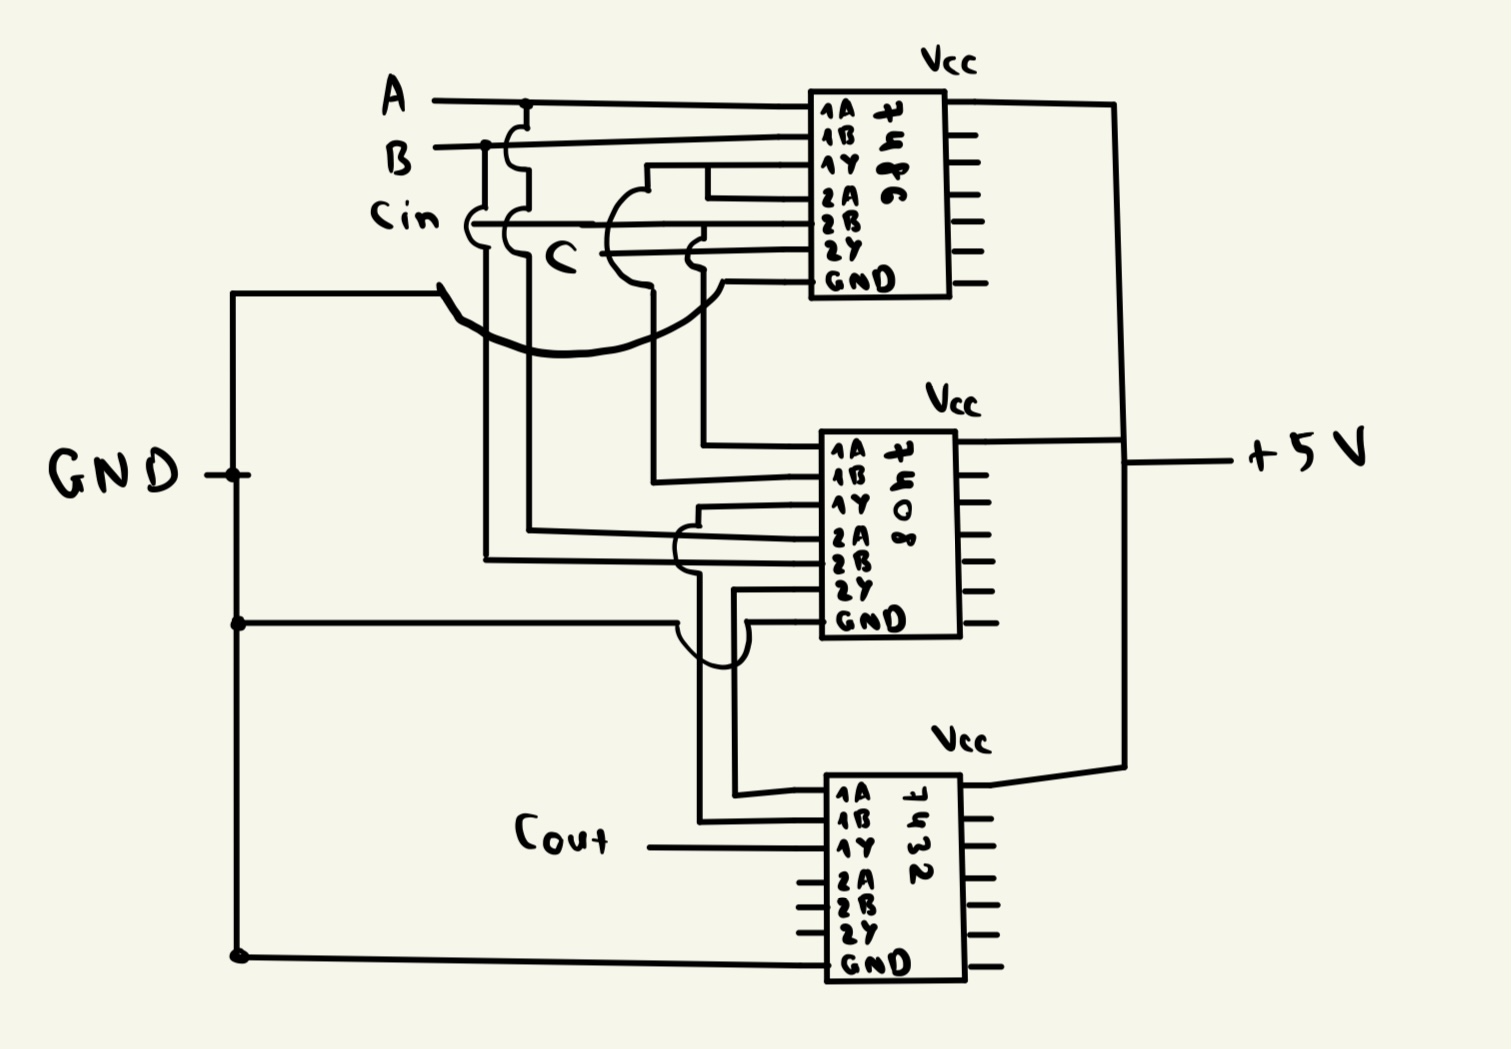 Vcc
A
B
Cin
C
1A
1B
1Y
2A
2B
2Y
GND
7486
GND
Vcc
1A
1B
1Y
2A
2B
2Y
GND
7408
+5V
Vcc
1A
1B
1Y
2A
2B
2Y
GND
7432
Cout